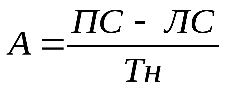 А = ПС - ЛС
Тн